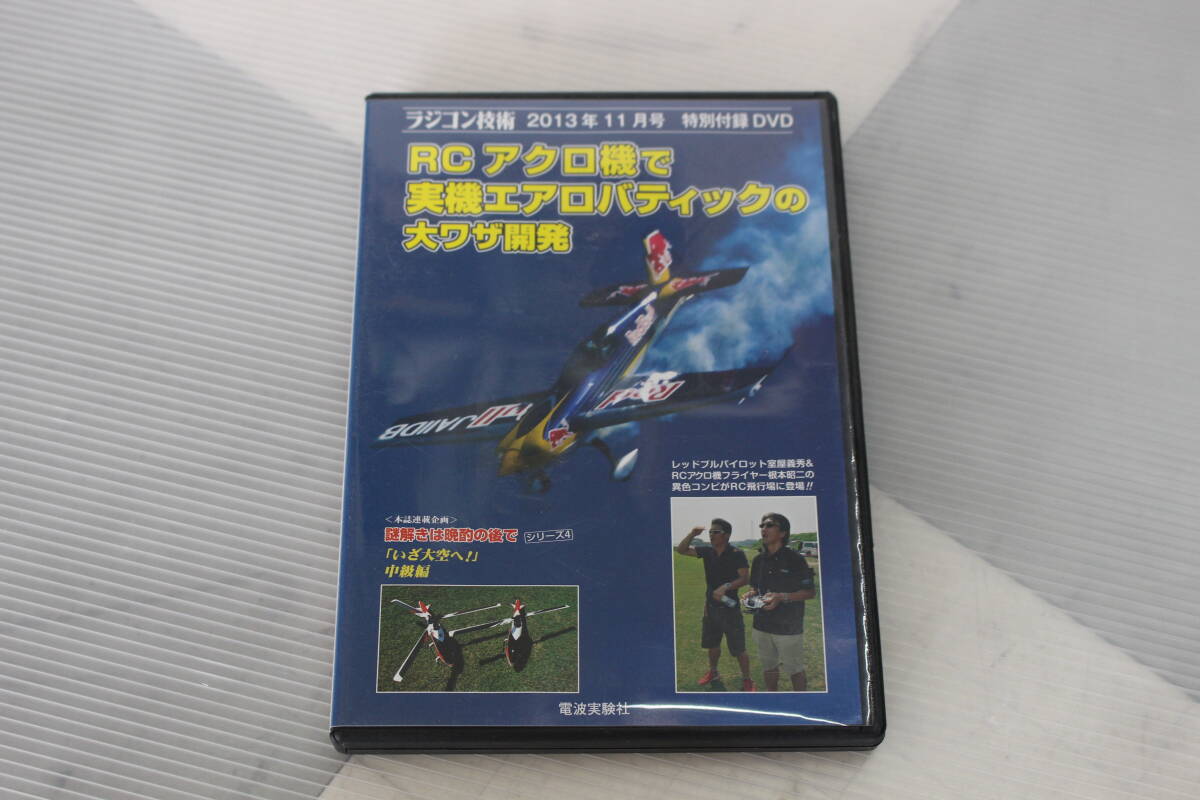 ラジコン技術 2013年11月号 特別付録DVD
RCアクロ機で
実機エアロバティックの
大ワザ開発
Red Bull
Red
Bull JA11DB
レッドブルパイロット室屋義秀&
RCアクロ機フライヤー根本昭二の
異色コンビがRC飛行場に登場!!
<本誌連載企画>
謎解きは晩酌の後で シリーズ4
「いざ大空へ!」
中級編
電波実験社